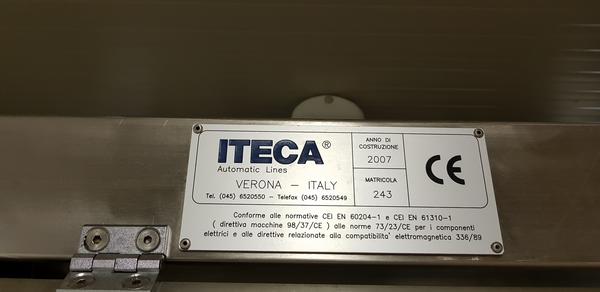 ITECA®
Automatic Lines
VERONA – ITALY
Tel. (045) 6520550 – Telefax (045) 6520549
ANNO DI
COSTRUZIONE
2007
MATRICOLA
243
CE
Conforme alle normative CEI EN 60204-1 e CEI EN 61310-1
( direttiva macchine 98/37/CE ) alle norme 73/23/CE per i componenti
elettrici e alle direttive relazionate alla compatibilita' elettromagnetica 336/89